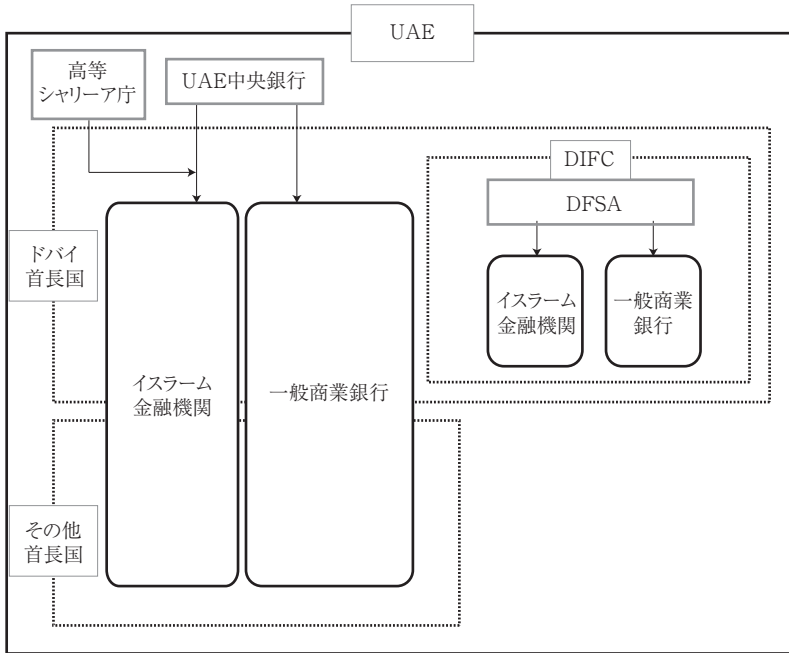 UAE
高等
シャリーア庁
UAE中央銀行
DIFC
DFSA
ドバイ
首長国
イスラーム
金融機関
一般商業
銀行
イスラーム
金融機関
一般商業銀行
その他
首長国